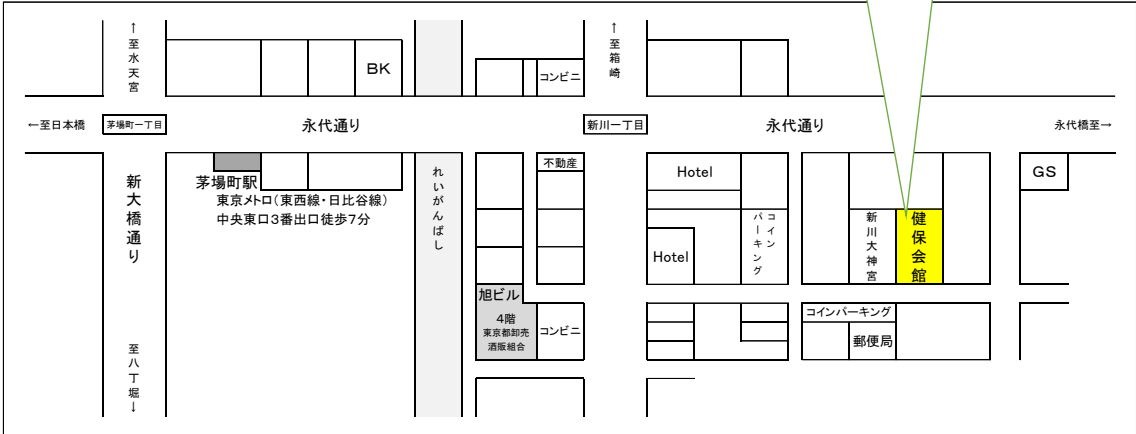 ↑至水天宮
BK
コンビニ
↑至箱崎
←至日本橋
茅場町一丁目
永代通り
新川一丁目
永代通り
永代橋至→
新大橋通り
茅場町駅
東京メトロ(東西線・日比谷線)
中央東口3番出口徒歩7分
れいがんばし
不動産
Hotel
Hotel
コイン
パーキング
新川大神宮
健保会館
GS
旭ビル
4階
東京都卸売
酒販組合
コンビニ
コインパーキング
郵便局
至八丁堀↓